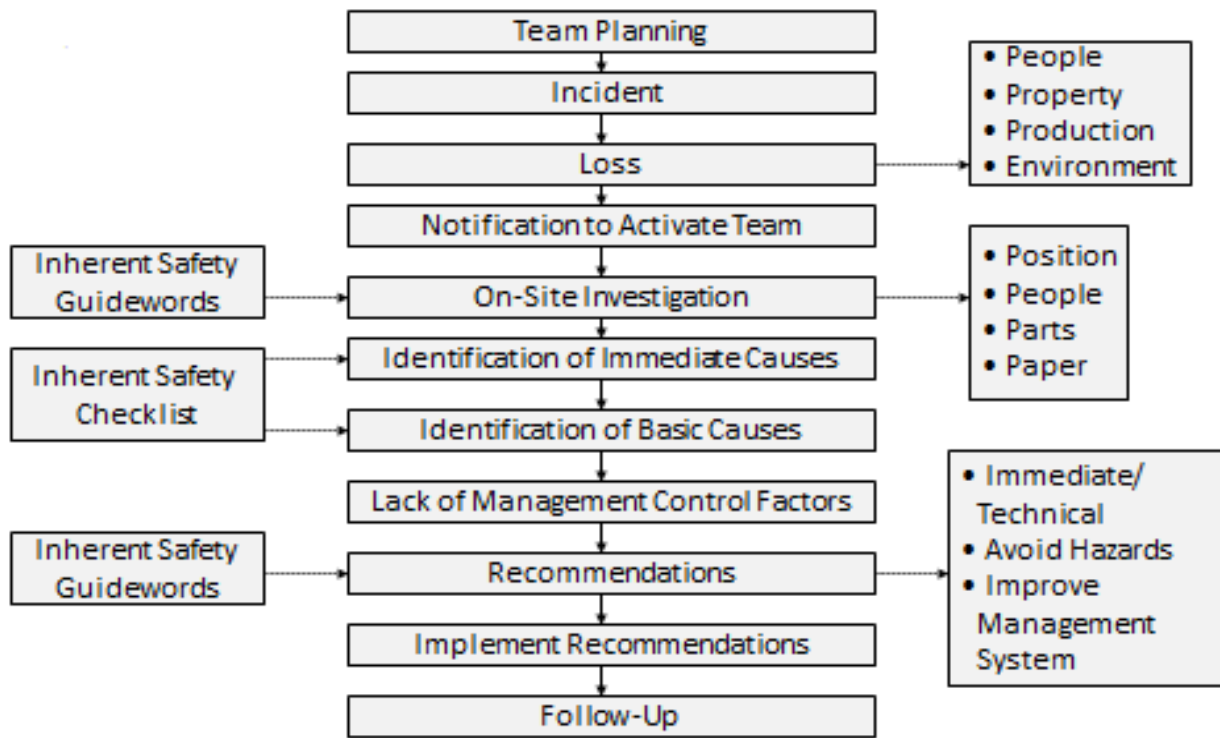 Team Planning
Incident
Loss
• People
• Property
• Production
• Environment
Notification to Activate Team
Inherent Safety
Guidewords
On-Site Investigation
• Position
• People
• Parts
• Paper
Inherent Safety
Checklist
Identification of Immediate Causes
Identification of Basic Causes
Lack of Management Control Factors
Inherent Safety
Guidewords
Recommendations
• Immediate/
Technical
• Avoid Hazards
• Improve
Management
System
Implement Recommendations
Follow-Up